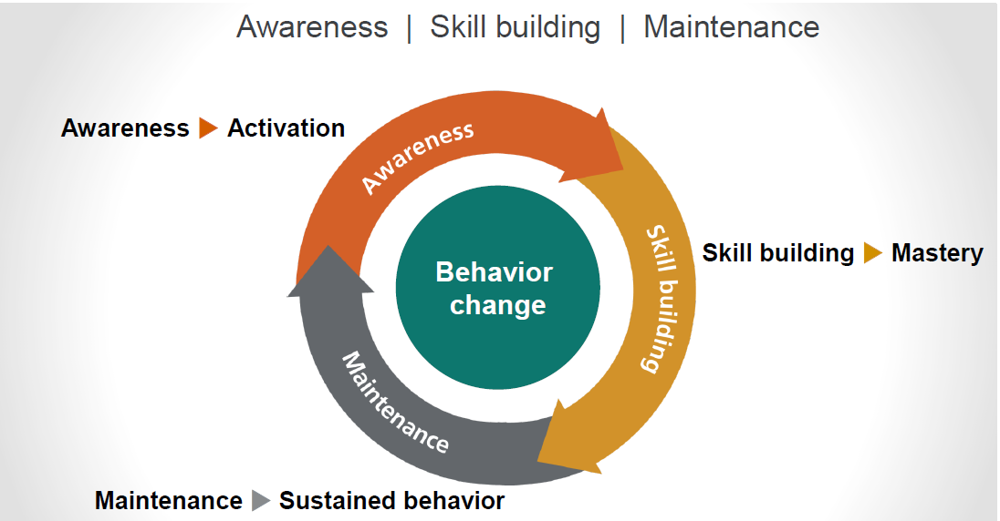 Awareness | Skill building | Maintenance
Awareness ▶ Activation
Awareness
Skill building
Skill building ▶ Mastery
Behavior
change
Maintenance
Maintenance ▶ Sustained behavior